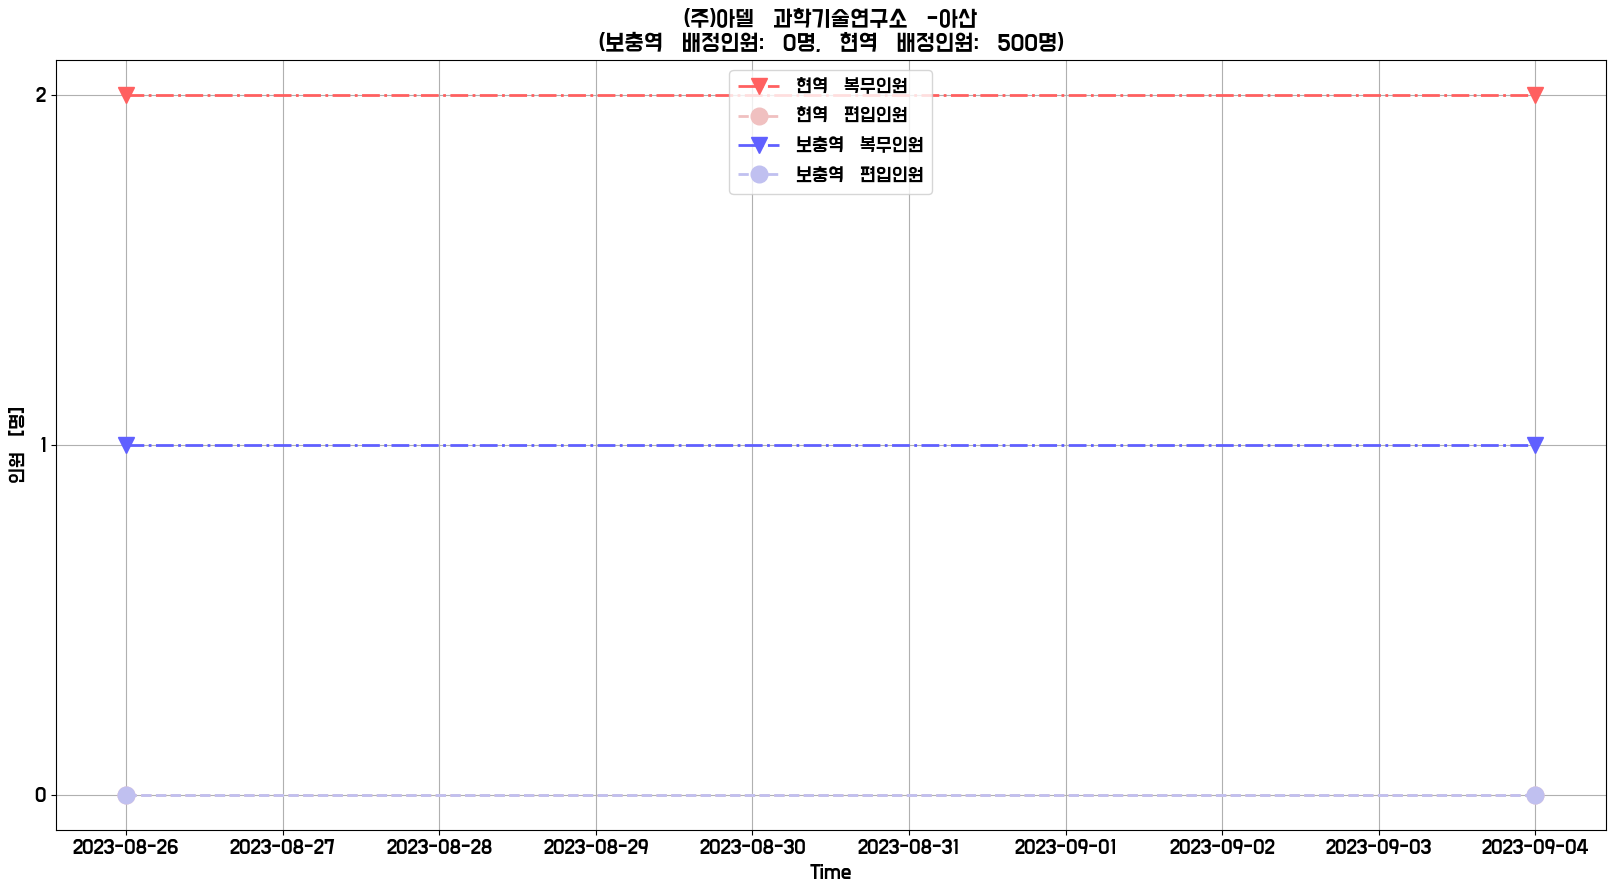 (주)아델 과학기술연구소 -아산
(보충역 배정인원: 0명, 현역 배정인원: 500명)
현역 복무인원
현역 편입인원
보충역 복무인원
보충역 편입인원
2
1
0
인원 [명]
2023-08-26 2023-08-27 2023-08-28 2023-08-29 2023-08-30 2023-08-31 2023-09-01 2023-09-02 2023-09-03 2023-09-04
Time